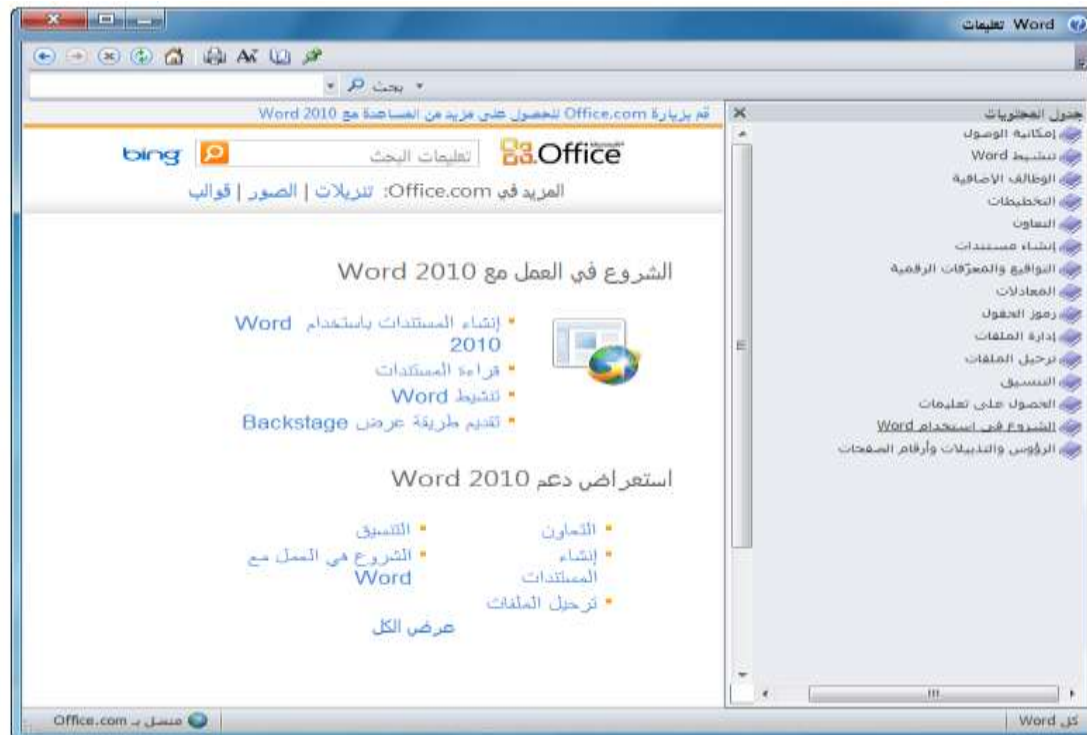 تعليمات Word
بحث
جدول المحتويات
إمكانية الوصول
تنشيط Word
الوظائف الإضافية
التخطيطات
التعاون
إنشاء مستندات
التواقيع والمعرّفات الرقمية
المعادلات
رموز الحقول
إدارة الملفات
ترحيل الملفات
التنسيق
الحصول على تعليمات
الشروع في استخدام Word
الرؤوس والتذييلات وأرقام الصفحات
قم بزيارة Office.com للحصول على مزيد من المساعدة مع Word 2010
Microsoft
Office
تعليمات البحث
bing
المزيد في Office.com: تنزيلات | الصور | قوالب
الشروع في العمل مع Word 2010
إنشاء المستندات باستخدام Word
2010
قراءة المستندات
تنشيط Word
تقديم طريقة عرض Backstage
استعراض دعم Word 2010
التعاون
إنشاء
المستندات
ترحيل الملفات
التنسيق
الشروع في العمل مع
Word
عرض الكل
كل Word
متصل بـ Office.com